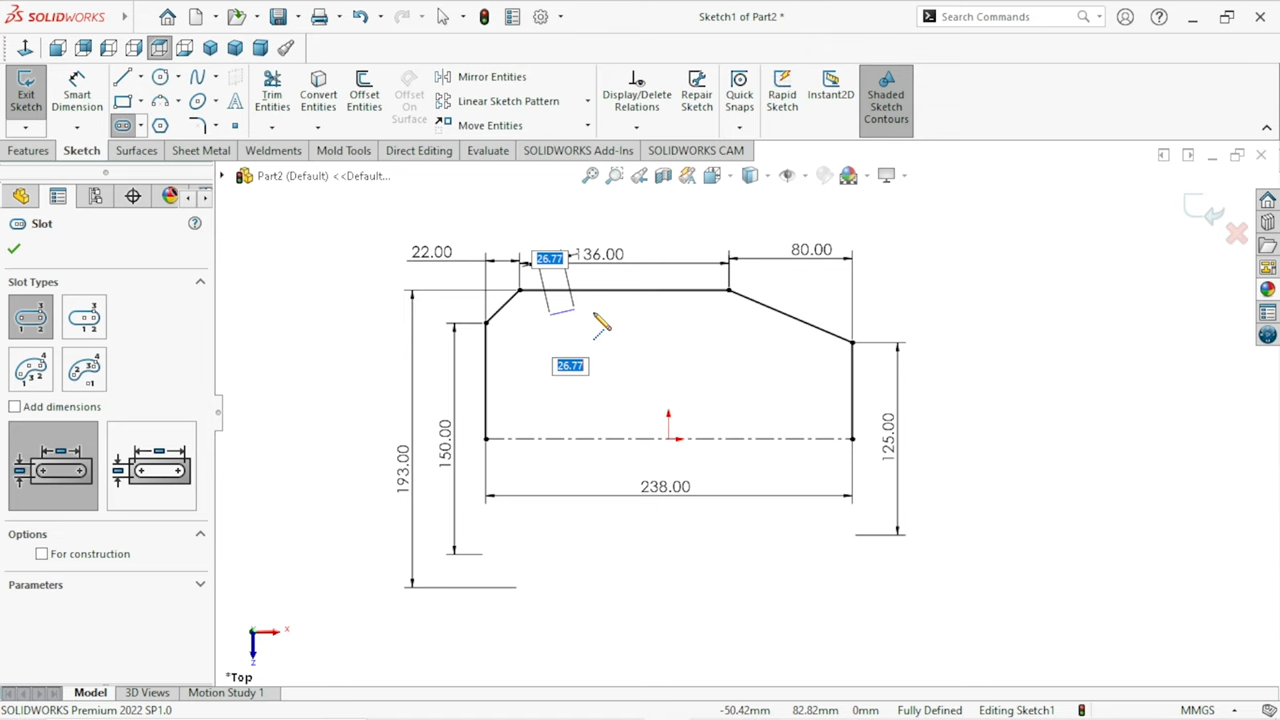 SOLIDWORKS
Sketch1 of Part2 *
Search Commands
Exit Sketch
Smart Dimension
Trim Entities
Convert Entities
Offset Entities
Offset On Surface
Mirror Entities
Linear Sketch Pattern
Move Entities
Display/Delete Relations
Repair Sketch
Quick Snaps
Rapid Sketch
Instant2D
Shaded Sketch Contours
Features
Sketch
Surfaces
Sheet Metal
Weldments
Mold Tools
Direct Editing
Evaluate
SOLIDWORKS Add-Ins
SOLIDWORKS CAM
Part2 (Default) <<Default...
Slot
Slot Types
Add dimensions
Options
For construction
Parameters
22.00
26.77
136.00
80.00
26.77
193.00
150.00
125.00
238.00
x
z
*Top
Model
3D Views
Motion Study 1
SOLIDWORKS Premium 2022 SP1.0
-50.42mm
82.82mm
0mm
Fully Defined
Editing Sketch1
MMGS